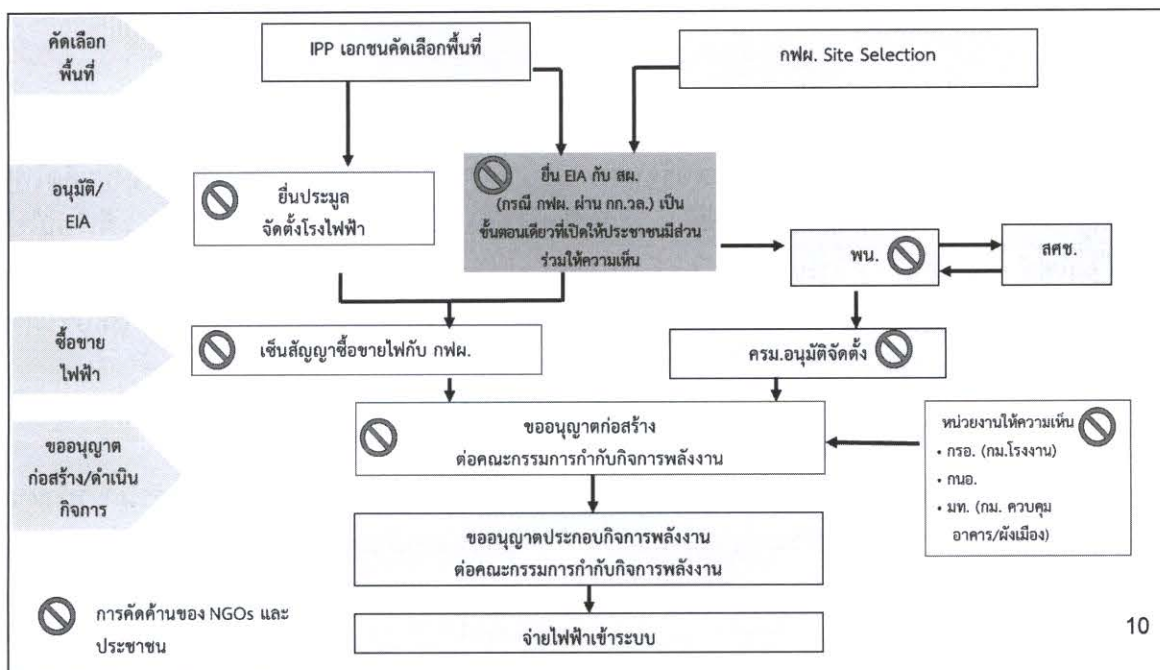 คัดเลือก
พื้นที่
IPP เอกชนคัดเลือกพื้นที่
กฟผ. Site Selection
อนุมัติ/
EIA
ยื่นประมูล
จัดตั้งโรงไฟฟ้า
ยื่น EIA กับ สผ.
(กรณี กฟผ. ผ่าน กก.วล.) เป็น
ขั้นตอนเดียวที่เปิดให้ประชาชนมีส่วน
ร่วมให้ความเห็น
พน.
สศช.
ซื้อขาย
ไฟฟ้า
เซ็นสัญญาซื้อขายไฟกับ กฟผ.
ครม.อนุมัติจัดตั้ง
ขออนุญาต
ก่อสร้าง/ดำเนิน
กิจการ
ขออนุญาตก่อสร้าง
ต่อคณะกรรมการกำกับกิจการพลังงาน
หน่วยงานให้ความเห็น
• กรอ. (กม.โรงงาน)
• กนอ.
• มท. (กม. ควบคุม
อาคาร/ผังเมือง)
ขออนุญาตประกอบกิจการพลังงาน
ต่อคณะกรรมการกำกับกิจการพลังงาน
จ่ายไฟฟ้าเข้าระบบ
การคัดค้านของ NGOs และ
ประชาชน
10